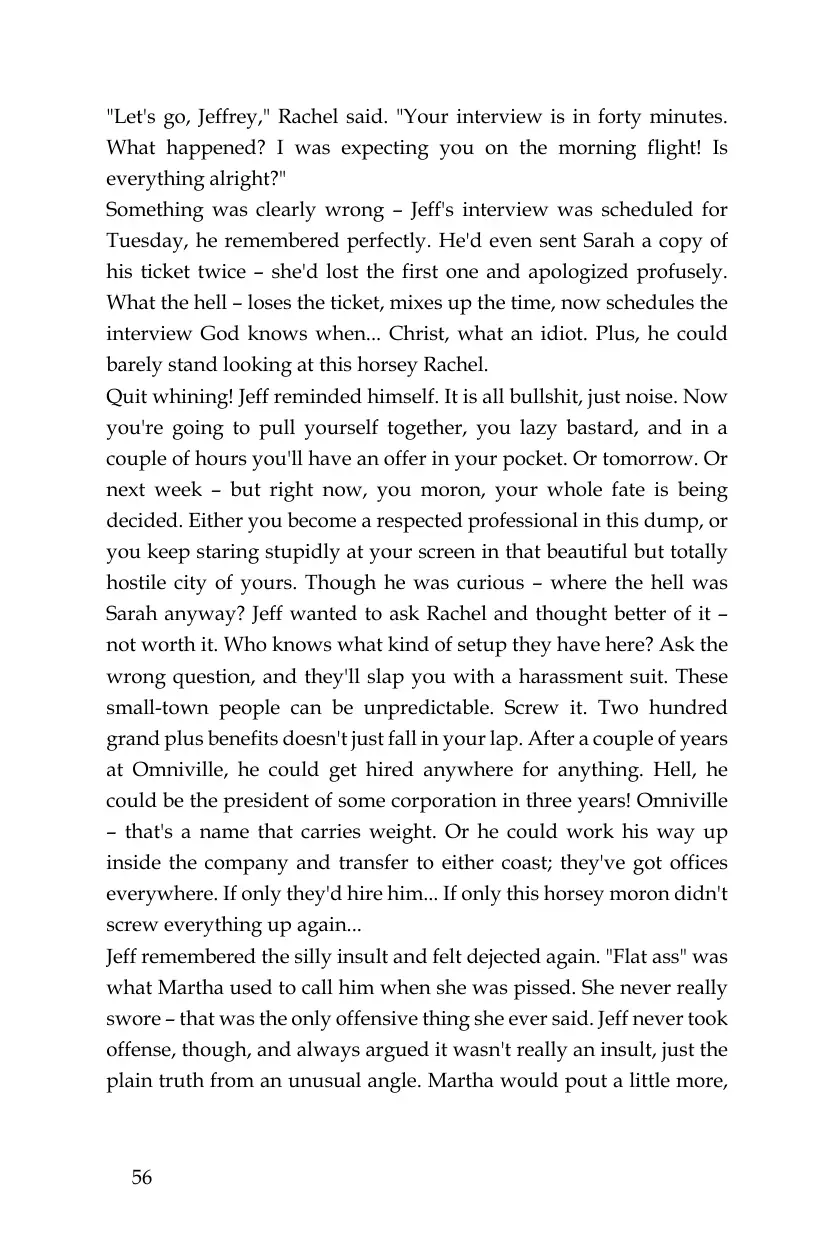 "Let's go, Jeffrey," Rachel said. "Your interview is in forty minutes.
What happened? I was expecting you on the morning flight! Is
everything alright?"
Something was clearly wrong – Jeff's interview was scheduled for
Tuesday, he remembered perfectly. He'd even sent Sarah a copy of
his ticket twice – she'd lost the first one and apologized profusely.
What the hell – loses the ticket, mixes up the time, now schedules the
interview God knows when... Christ, what an idiot. Plus, he could
barely stand looking at this horsey Rachel.
Quit whining! Jeff reminded himself. It is all bullshit, just noise. Now
you're going to pull yourself together, you lazy bastard, and in a
couple of hours you'll have an offer in your pocket. Or tomorrow. Or
next week – but right now, you moron, your whole fate is being
decided. Either you become a respected professional in this dump, or
you keep staring stupidly at your screen in that beautiful but totally
hostile city of yours. Though he was curious – where the hell was
Sarah anyway? Jeff wanted to ask Rachel and thought better of it –
not worth it. Who knows what kind of setup they have here? Ask the
wrong question, and they'll slap you with a harassment suit. These
small-town people can be unpredictable. Screw it. Two hundred
grand plus benefits doesn't just fall in your lap. After a couple of years
at Omniville, he could get hired anywhere for anything. Hell, he
could be the president of some corporation in three years! Omniville
– that's a name that carries weight. Or he could work his way up
inside the company and transfer to either coast; they've got offices
everywhere. If only they'd hire him... If only this horsey moron didn't
screw everything up again...
Jeff remembered the silly insult and felt dejected again. "Flat ass" was
what Martha used to call him when she was pissed. She never really
swore – that was the only offensive thing she ever said. Jeff never took
offense, though, and always argued it wasn't really an insult, just the
plain truth from an unusual angle. Martha would pout a little more,
56